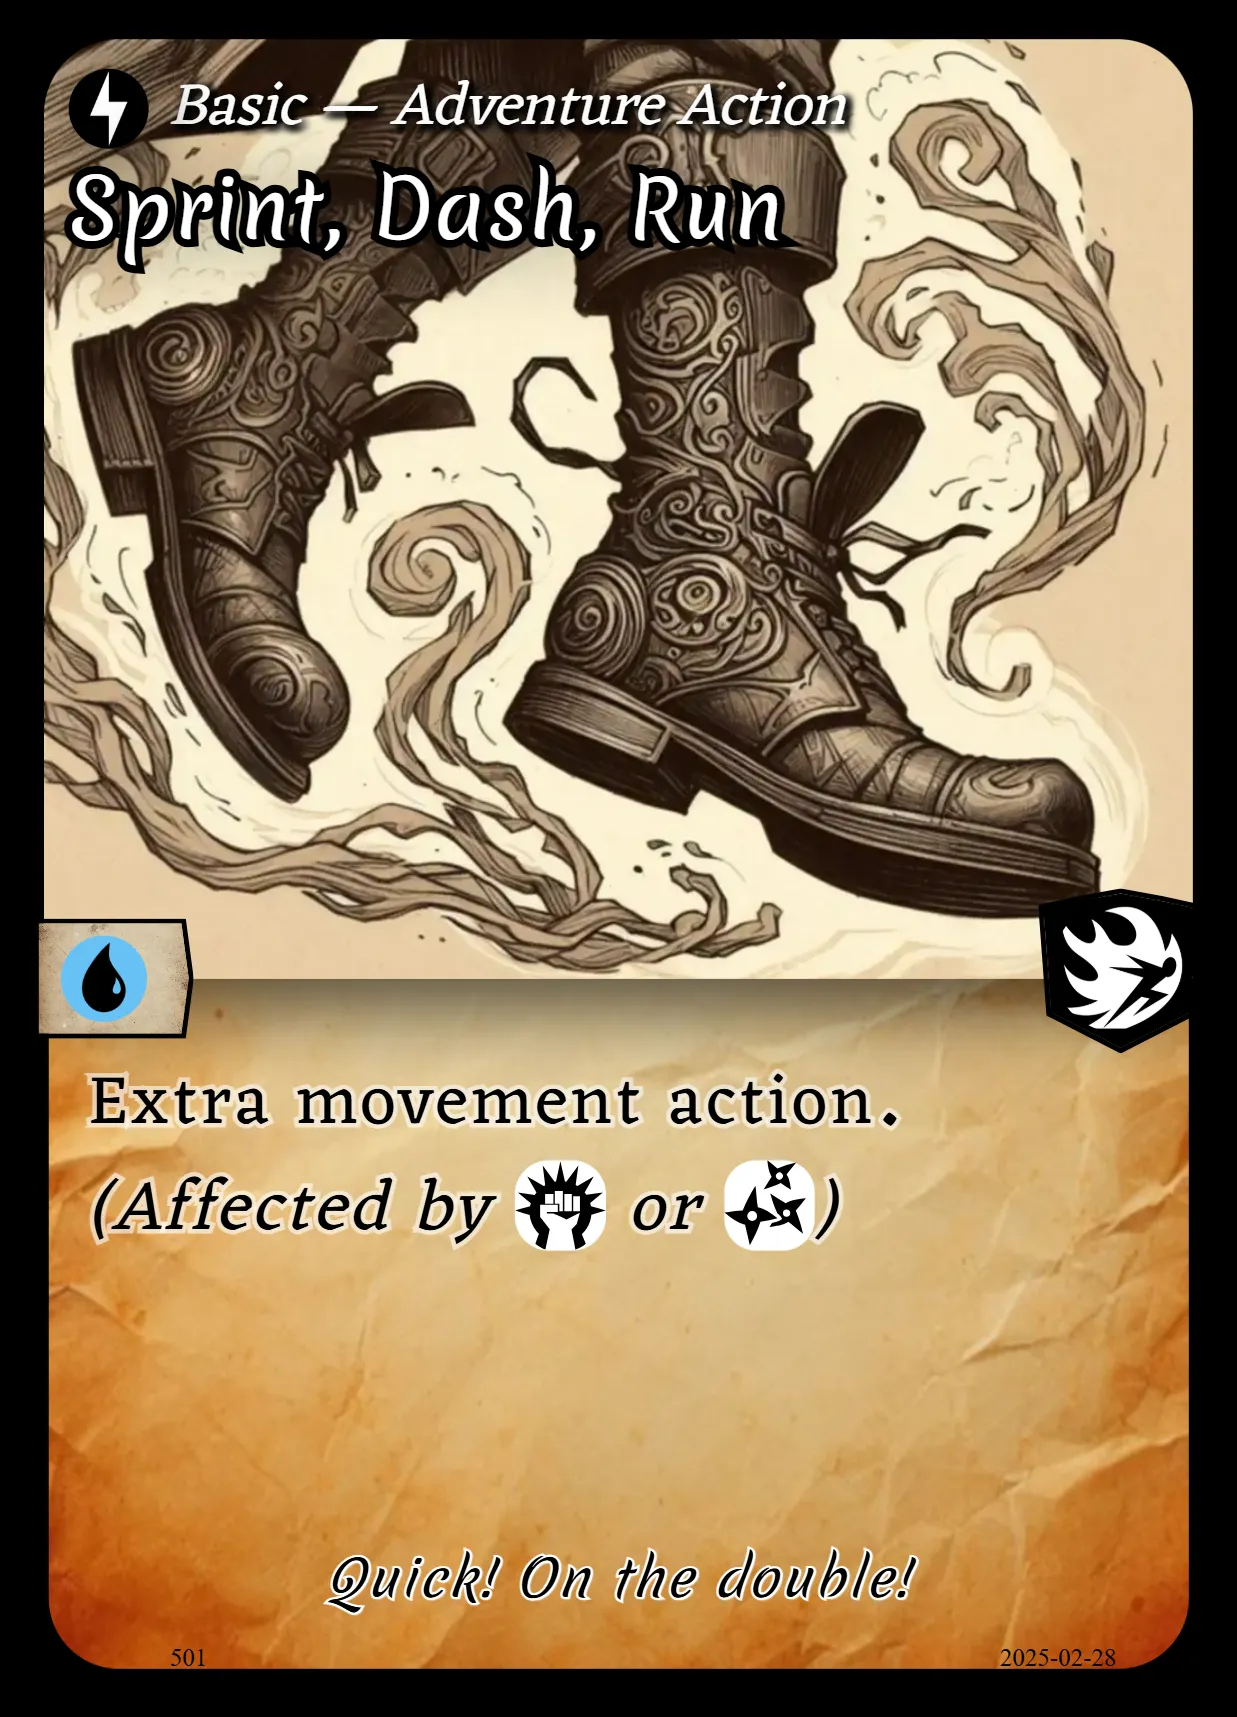 Basic — Adventure Action
Sprint, Dash, Run
Extra movement action.
(Affected by or )
Quick! On the double!
501
2025-02-28